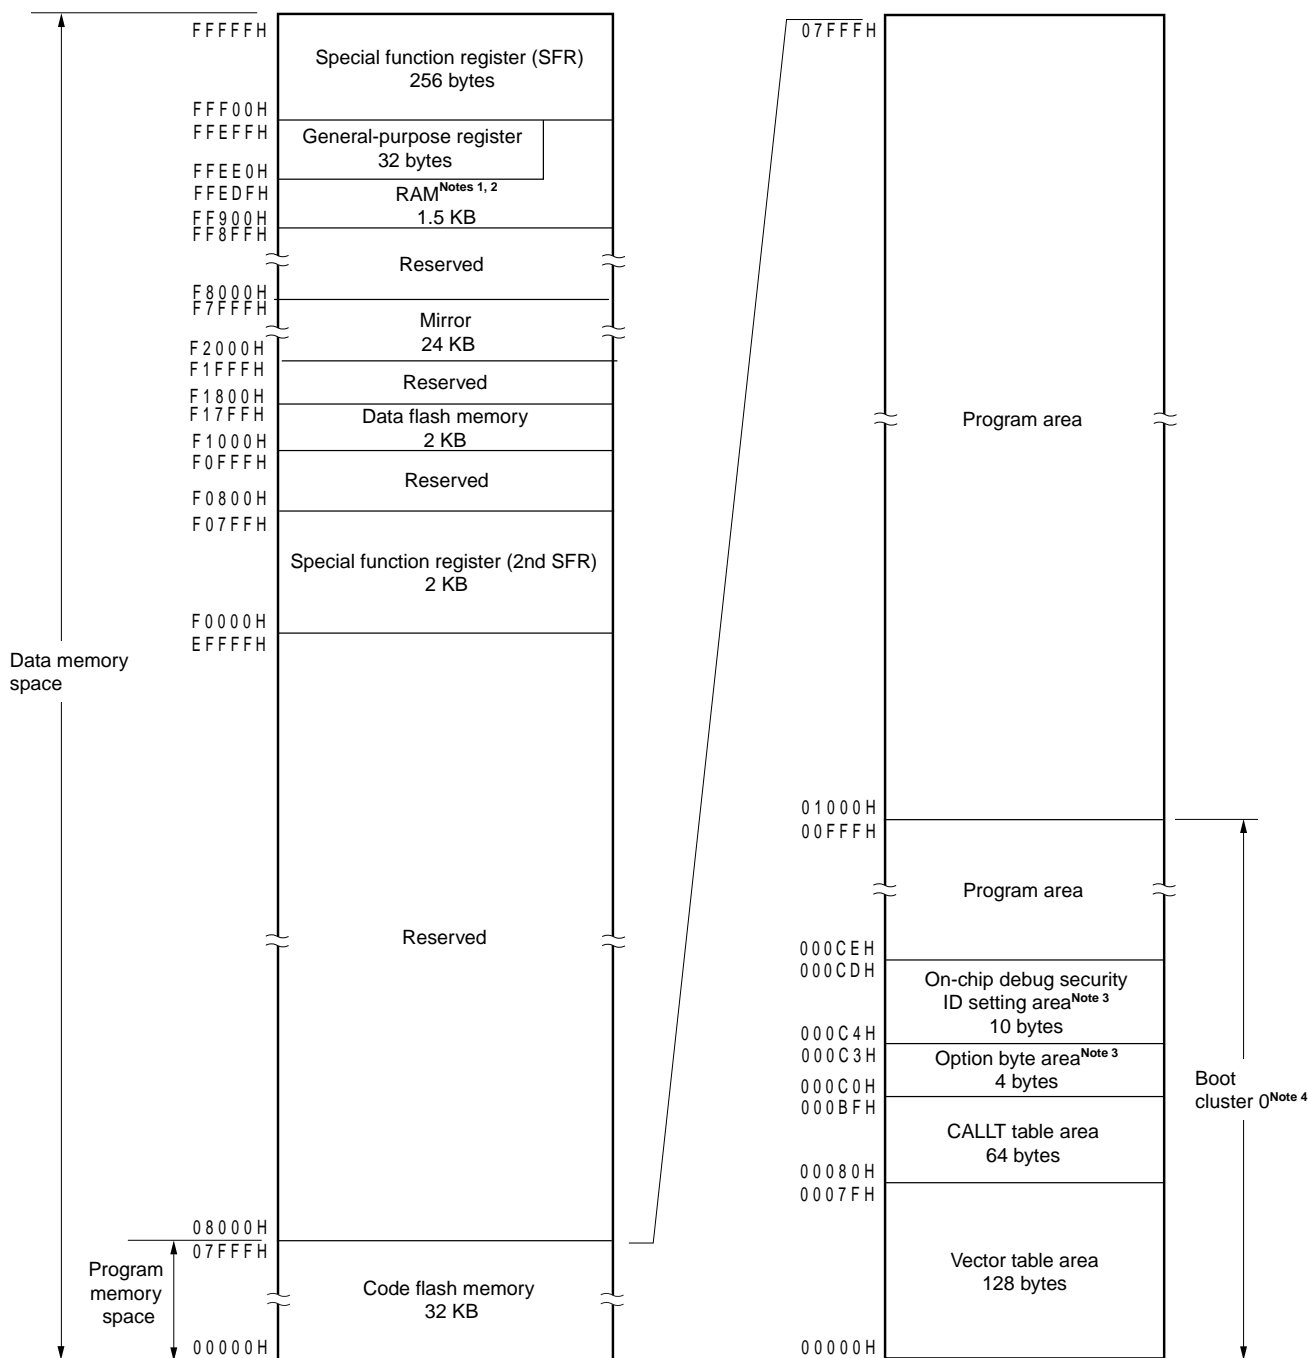 FFFFFH
Special function register (SFR)
256 bytes
FFF00H
FFEFFH
General-purpose register
32 bytes
FFEE0H
FFEDFH
RAMNotes 1, 2
1.5 KB
FF900H
FF8FFH
Reserved
F8000H
F7FFFH
Mirror
24 KB
F2000H
F1FFFH
Reserved
F1800H
F17FFH
Data flash memory
2 KB
F1000H
F0FFFH
Reserved
F0800H
F07FFH
Special function register (2nd SFR)
2 KB
F0000H
EFFFFH
Data memory
space
Reserved
08000H
07FFFH
Program
memory
space
Code flash memory
32 KB
00000H
07FFFH
Program area
01000H
00FFFH
Program area
000CEH
000CDH
On-chip debug security
ID setting areaNote 3
10 bytes
000C4H
000C3H
Option byte areaNote 3
4 bytes
000C0H
000BFH
Boot
cluster 0Note 4
CALLT table area
64 bytes
00080H
0007FH
Vector table area
128 bytes
00000H